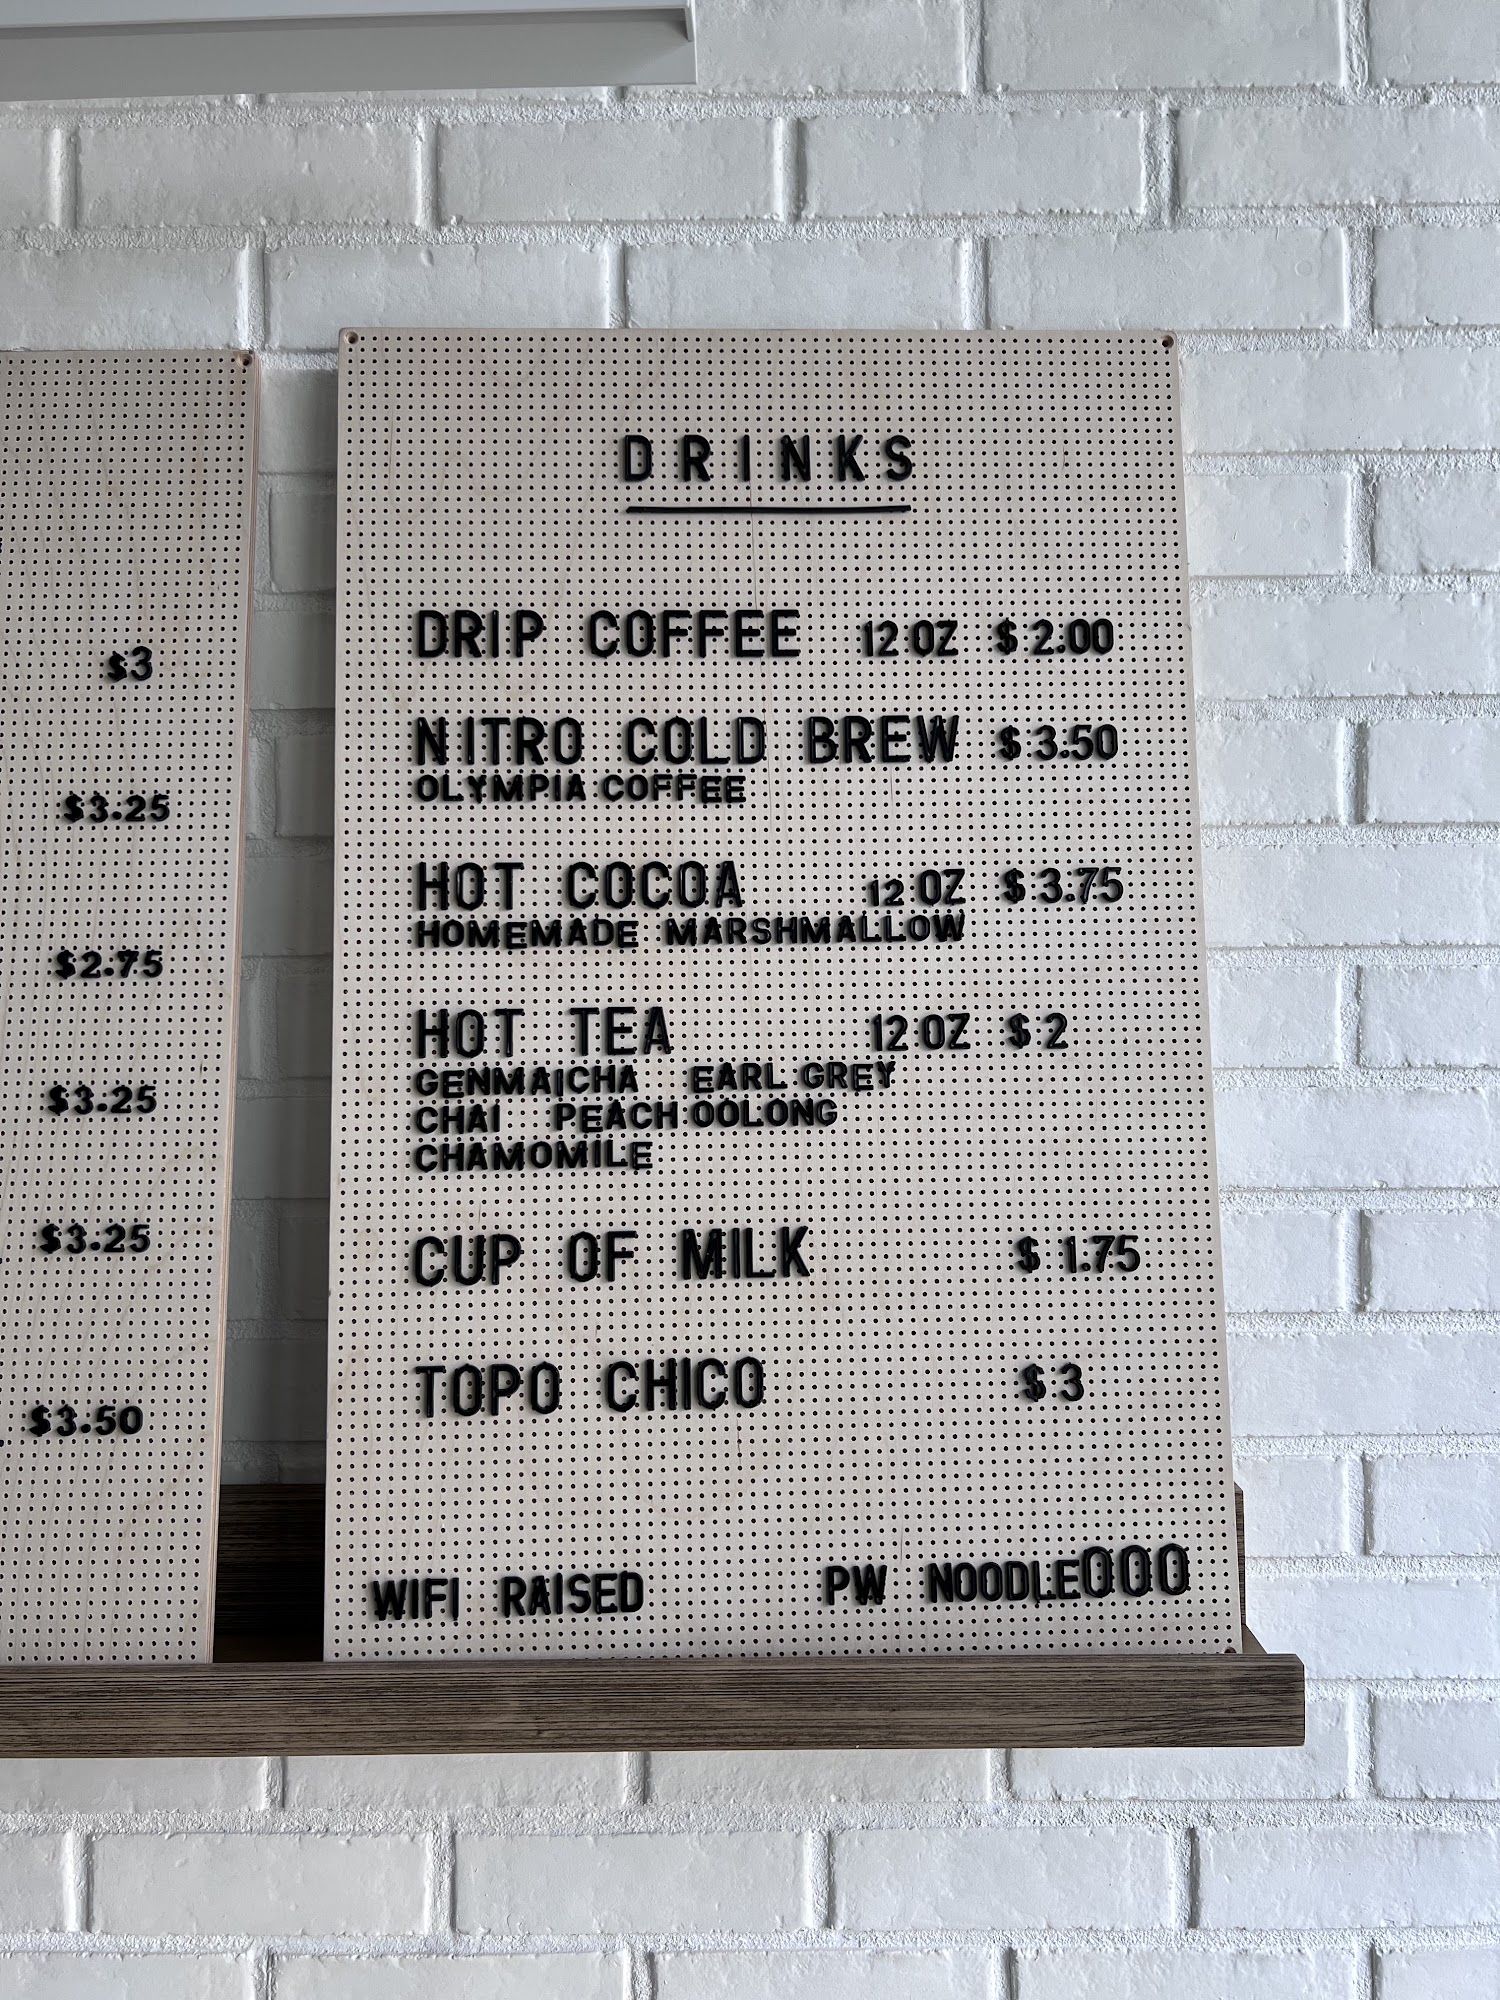 $3
$3.25
$2.75
$3.25
$3.25
$3.50
DRINKS
DRIP COFFEE 12 OZ $2.00
NITRO COLD BREW $3.50
OLYMPIA COFFEE
HOT COCOA 12 OZ $3.75
HOMEMADE MARSHMALLOW
HOT TEA 12 OZ $2
GENMAICHA EARL GREY
CHAI PEACH OOLONG
CHAMOMILE
CUP OF MILK $1.75
TOPO CHICO $3
WIFI RAISED PW NOODLE000